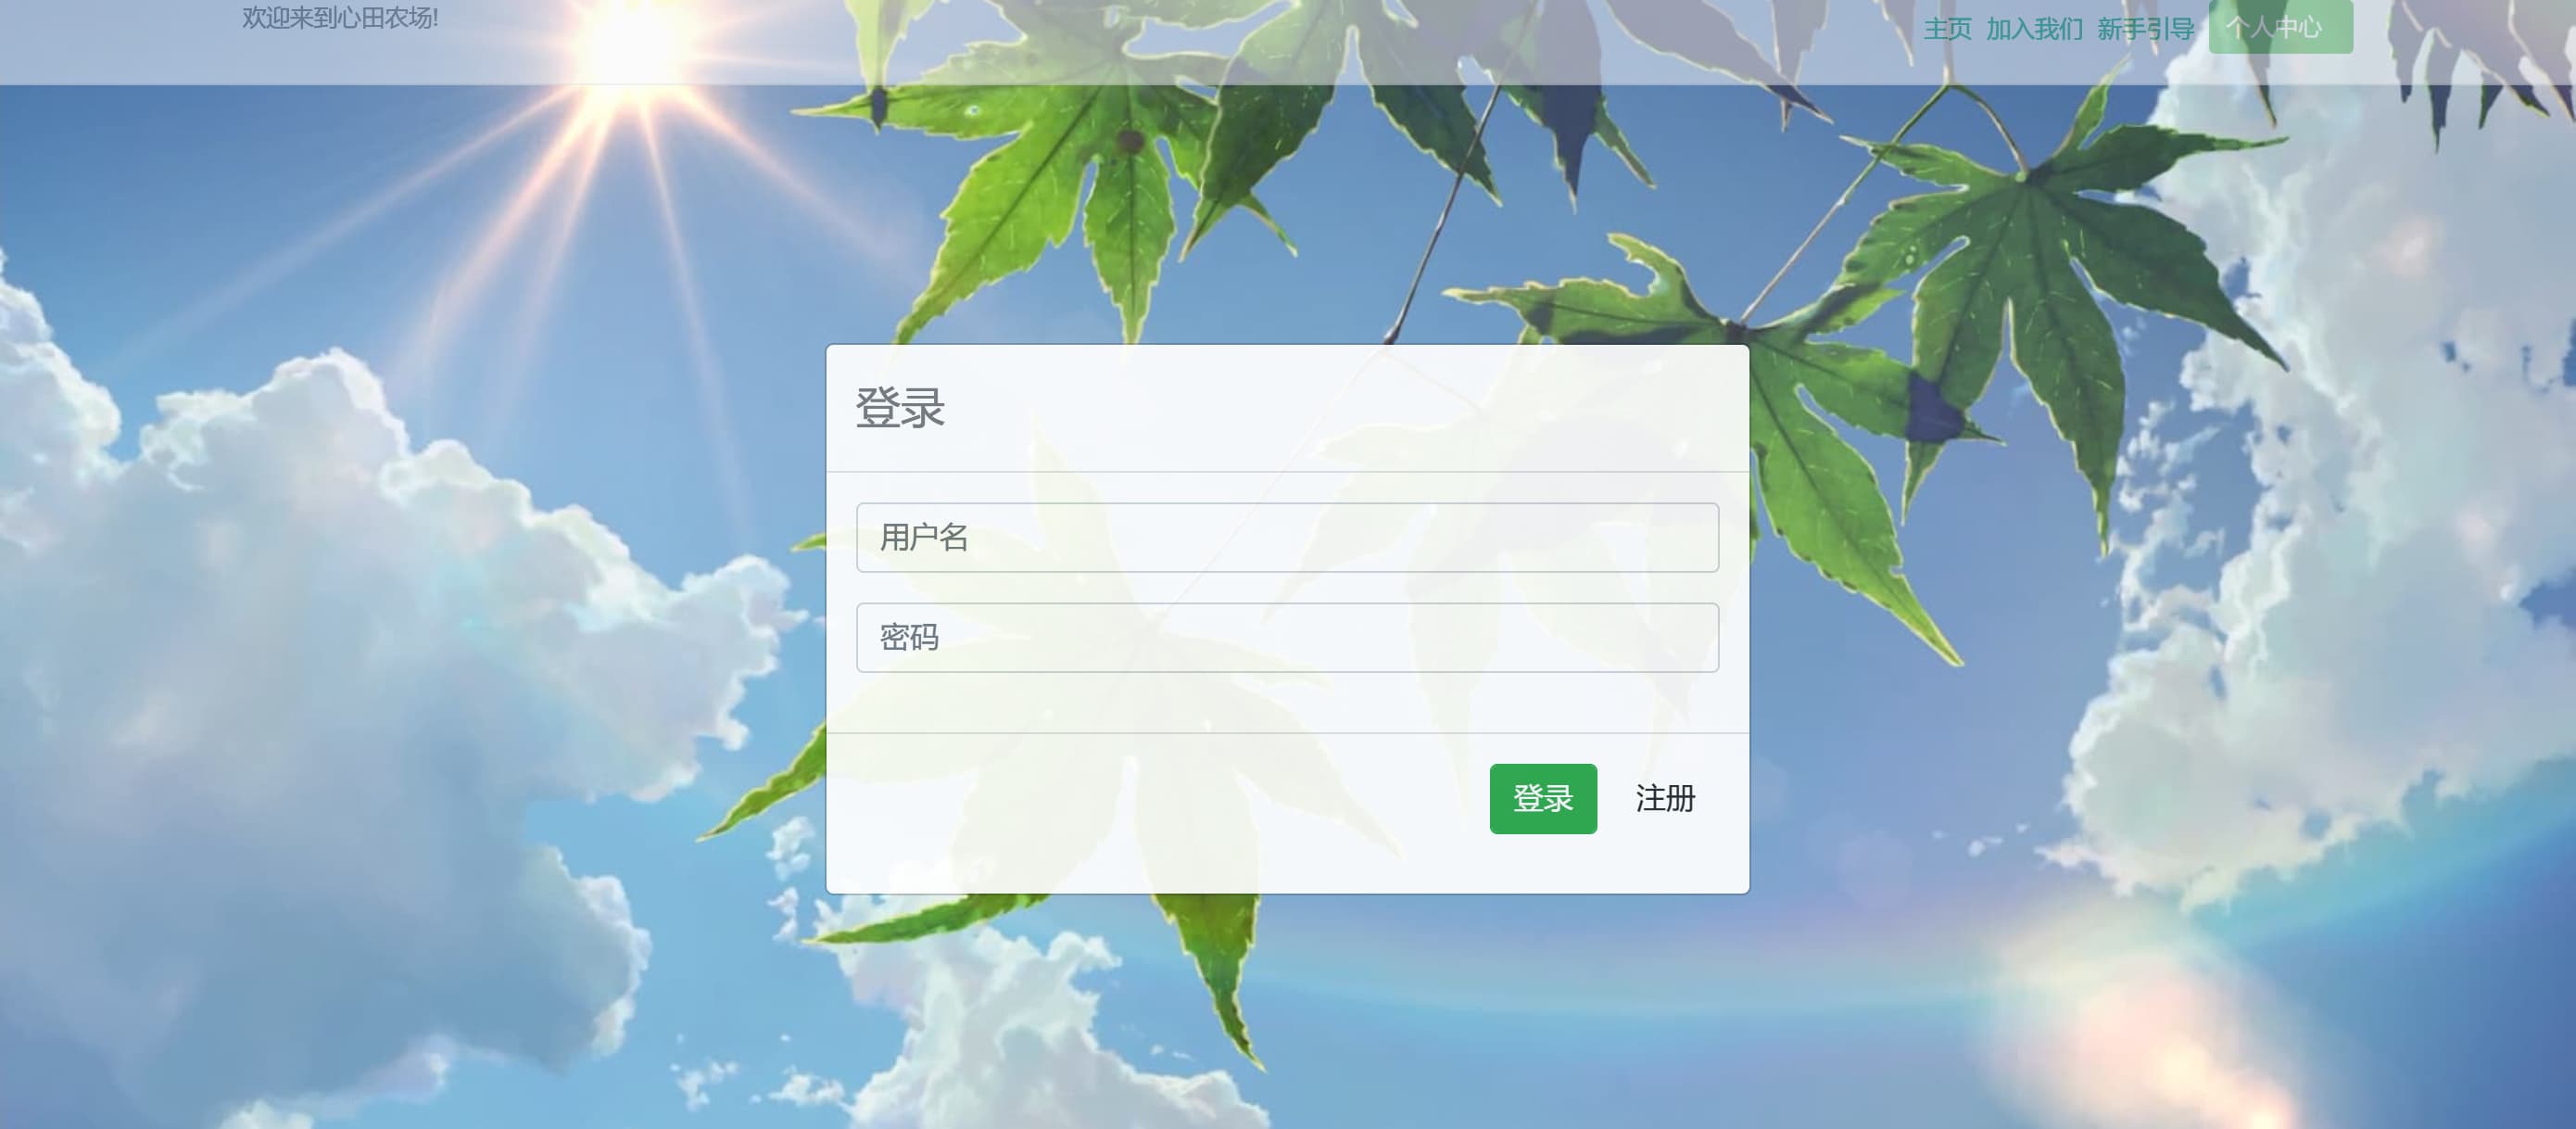 欢迎来到心田农场!
主页 加入我们 新手引导 个人中心
登录
用户名
密码
登录 注册